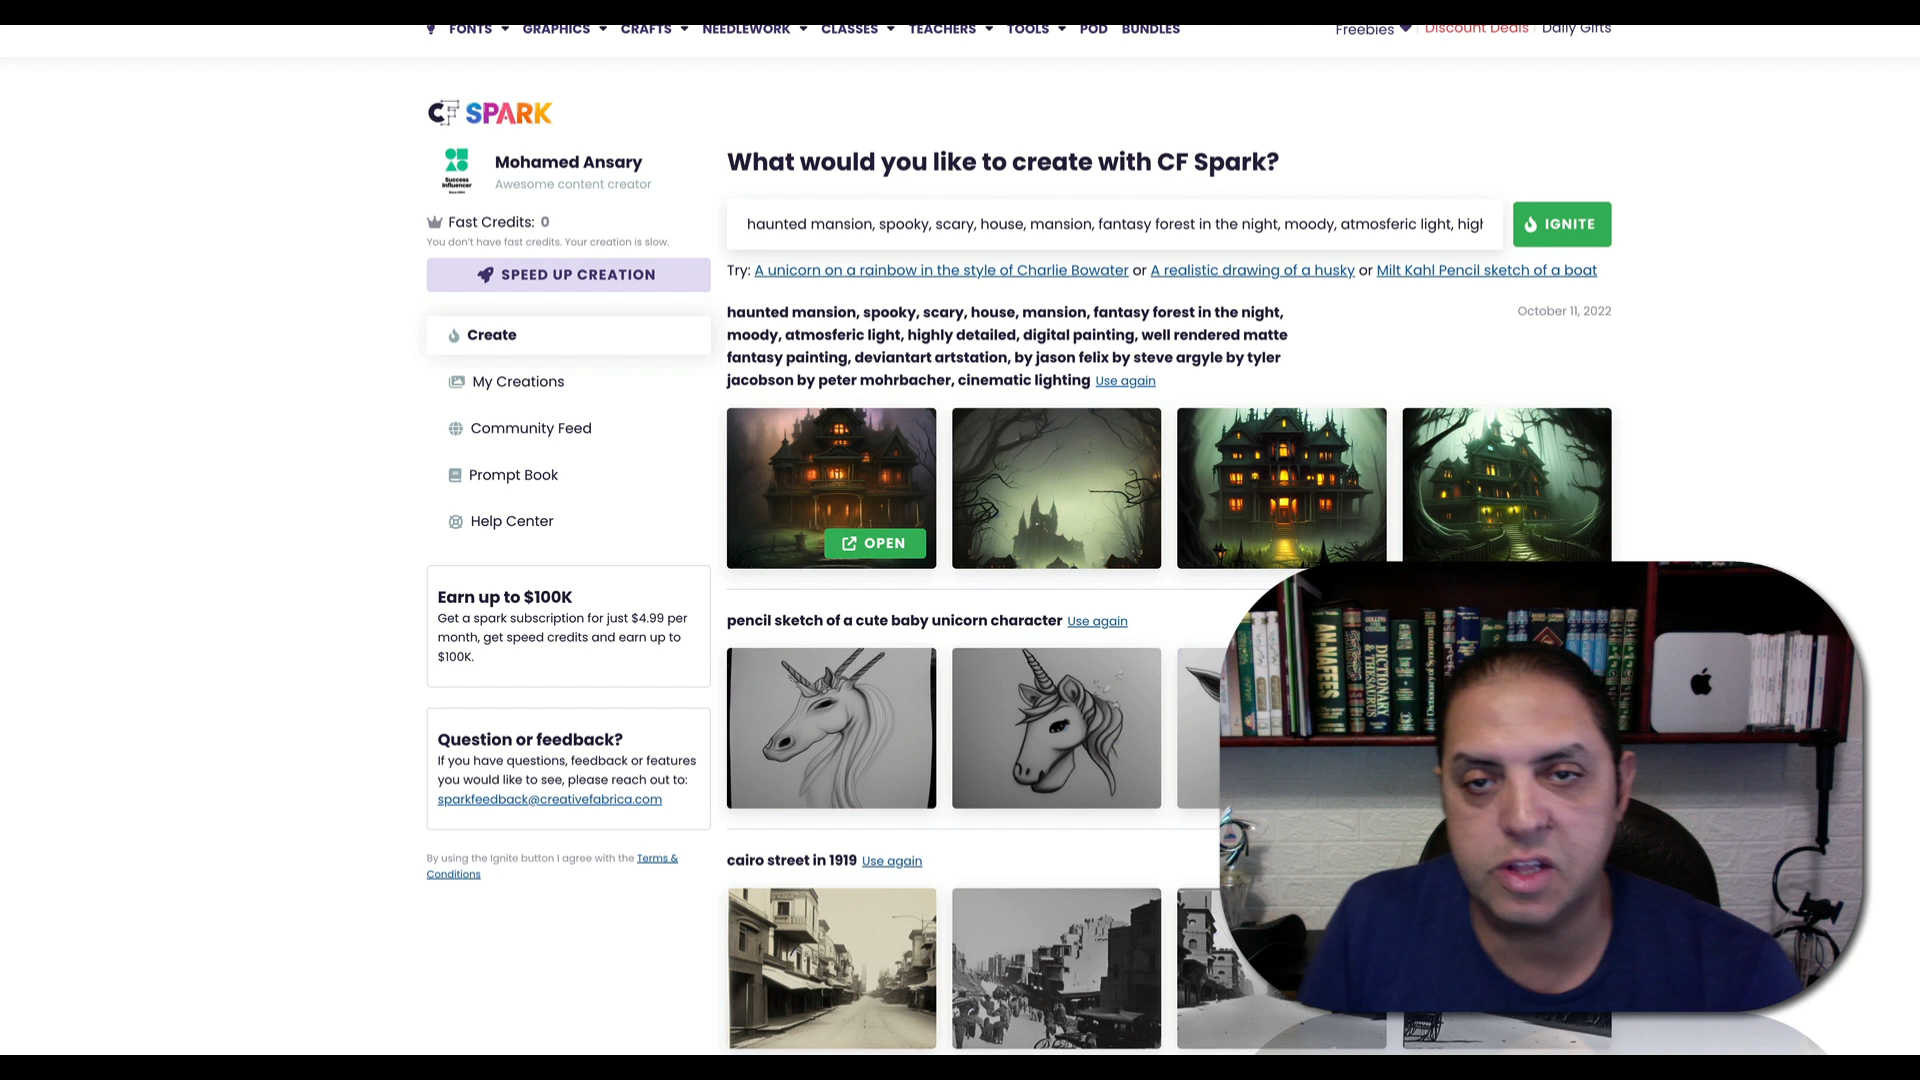 FONTS GRAPHICS CRAFTS NEEDLEWORK CLASSES TEACHERS TOOLS POD BUNDLES Freebies Discount Deals Daily Gifts
CF SPARK
Success
Influencer
Mohamed Ansary
Awesome content creator
Fast Credits: 0
You don't have fast credits. Your creation is slow.
SPEED UP CREATION
Create
My Creations
Community Feed
Prompt Book
Help Center
Earn up to $100K
Get a spark subscription for just $4.99 per
month, get speed credits and earn up to
$100K.
Question or feedback?
If you have questions, feedback or features
you would like to see, please reach out to:
sparkfeedback@creativefabrica.com
By using the Ignite button I agree with the Terms &
Conditions
What would you like to create with CF Spark?
haunted mansion, spooky, scary, house, mansion, fantasy forest in the night, moody, atmosferic light, high
IGNITE
Try: A unicorn on a rainbow in the style of Charlie Bowater or A realistic drawing of a husky or Milt Kahl Pencil sketch of a boat
haunted mansion, spooky, scary, house, mansion, fantasy forest in the night,
moody, atmosferic light, highly detailed, digital painting, well rendered matte
fantasy painting, deviantart artstation, by jason felix by steve argyle by tyler
jacobson by peter mohrbacher, cinematic lighting Use again
October 11, 2022
OPEN
pencil sketch of a cute baby unicorn character Use again
cairo street in 1919 Use again
AN-NAFEES
COLLINS
DICTIONARY
& THESAURUS